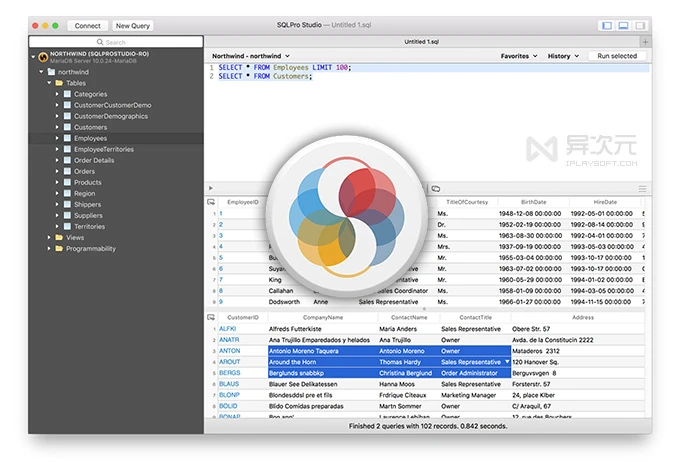 SQLPro Studio — Untitled 1.sql
Connect
New Query
Search
Untitled 1.sql
NORTHWIND (SQLPROSTUDIO-RO)
MariaDB Server 10.0.24-MariaDB
northwind
Tables
Categories
CustomerCustomerDemo
CustomerDemographics
Customers
Employees
EmployeeTerritories
Order Details
Orders
Products
Region
Shippers
Suppliers
Territories
Views
Programmability
Northwind - northwind
Favorites
History
Run selected
1 SELECT * FROM Employees LIMIT 100;
2 SELECT * FROM Customers;
异次元
IPLAYSOFT.COM
EmployeeID TitleOfCourtesy BirthDate HireDate
1 1 Ms. 1948-12-08 00:00:00 1992-05-01 00:00:00
2 2 Dr. 1952-02-19 00:00:00 1992-08-14 00:00:00
3 3 Ms. 1963-08-30 00:00:00 1992-04-01 00:00:00
4 4 Mrs. 1937-09-19 00:00:00 1993-05-03 00:00:00
5 5 Mr. 1955-03-04 00:00:00 1993-10-17 00:00:00
6 6 Suya Mr. 1963-07-02 00:00:00 1993-10-17 00:00:00
7 7 King Mr. 1960-05-29 00:00:00 1994-01-02 00:00:00
8 8 Callahan Sales Coordinator Ms. 1958-01-09 00:00:00 1994-03-05 00:00:00
9 9 Dodsworth Anne Sales Representative Ms. 1966-01-27 00:00:00 1994-11-15 00:00:00
CustomerID CompanyName ContactName ContactTitle Address
1 ALFKI Alfreds Futterkiste Maria Anders Sales Representative Obere Str. 57
2 ANATR Ana Trujillo Emparedados y helados Ana Trujillo Owner Avda. de la Constitucin 2222
3 ANTON Antonio Moreno Taquera Antonio Moreno Owner Mataderos 2312
4 AROUT Around the Horn Thomas Hardy Sales Representative 120 Hanover Sq.
5 BERGS Berglunds snabbkp Christina Berglund Order Administrator Berguvsvgen 8
6 BLAUS Blauer See Delikatessen Hanna Moos Sales Representative Forsterstr. 57
7 BLONP Blondesddsl pre et fils Frdrique Citeaux Marketing Manager 24, place Klber
8 BOLID Blido Comidas preparadas Martn Sommer Owner C/ Araquil, 67
9 BONAP Bon app' Laurence Lebihan Owner 12, rue des Bouchers
Finished 2 queries with 102 records. 0.842 seconds.